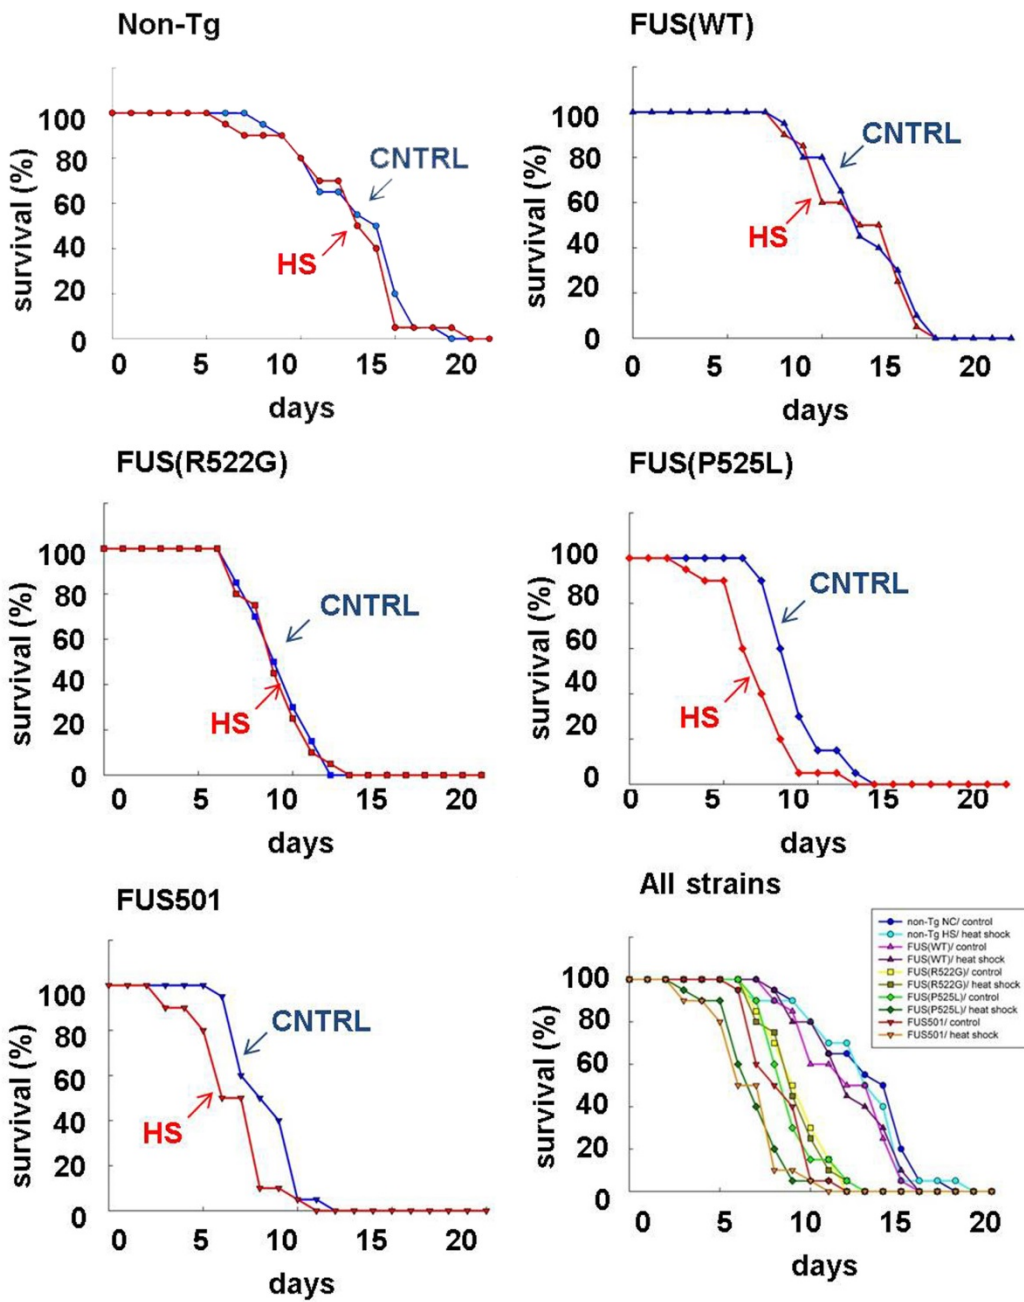 Non-Tg
survival (%)
100
80
60
40
20
0
CNTRL
HS
0 5 10 15 20
days
FUS(WT)
survival (%)
100
80
60
40
20
0
CNTRL
HS
0 5 10 15 20
days
FUS(R522G)
survival (%)
100
80
60
40
20
0
CNTRL
HS
0 5 10 15 20
days
FUS(P525L)
survival (%)
100
80
60
40
20
0
CNTRL
HS
0 5 10 15 20
days
FUS501
survival (%)
100
80
60
40
20
0
CNTRL
HS
0 5 10 15 20
days
All strains
non-Tg NC/ control
non-Tg HS/ heat shock
FUS(WT)/ control
FUS(WT)/ heat shock
FUS(R522G)/ control
FUS(R522G)/ heat shock
FUS(P525L)/ control
FUS(P525L)/ heat shock
FUS501/ control
FUS501/ heat shock
survival (%)
100
80
60
40
20
0
0 5 10 15 20
days